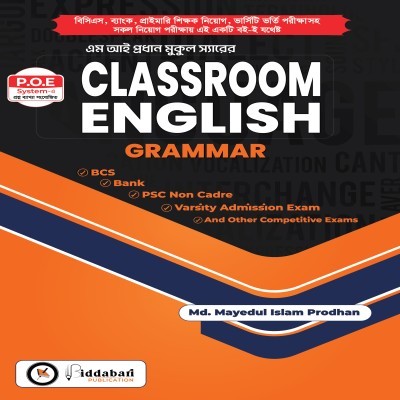 বিসিএস, ব্যাংক, প্রাইমারি শিক্ষক নিয়োগ, ভার্সিটি ভর্তি পরীক্ষাসহ
সকল নিয়োগ পরীক্ষায় এই একটি বই-ই যথেষ্ট
এম আই প্রধান মুকুল স্যারের
P.O.E
System-এ
CLASSROOM
ENGLISH
GRAMMAR
BCS
Bank
PSC Non Cadre
Varsity Admission Exam
And Other Competitive Exams
Md. Mayedul Islam Prodhan
Biddabari
PUBLICATION